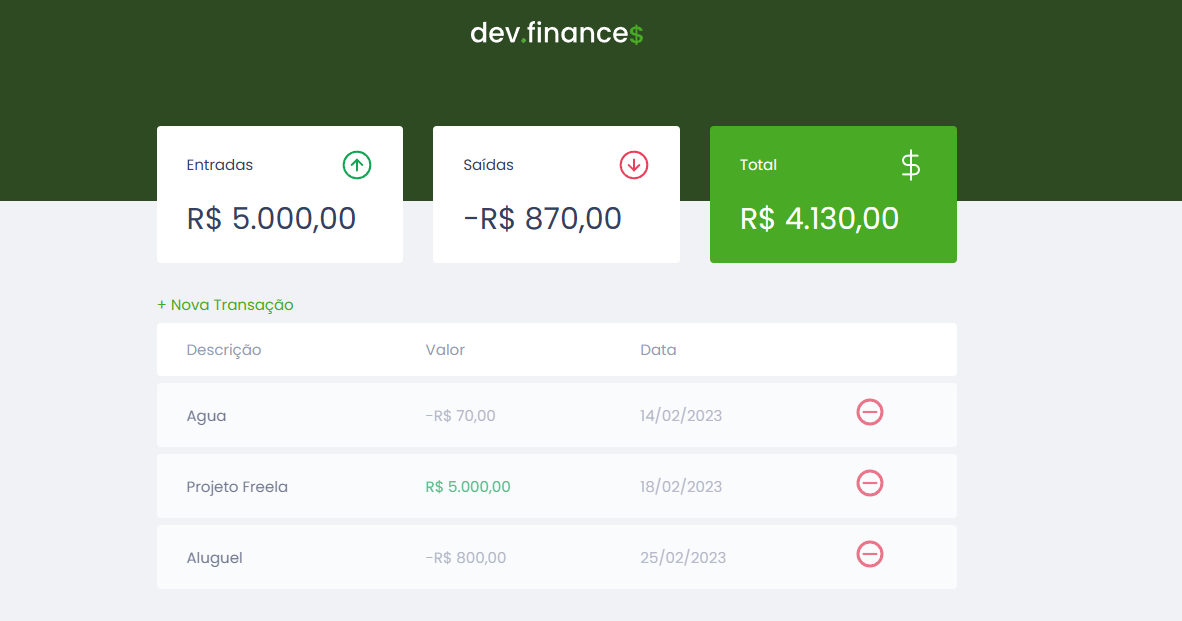 dev.finance$
Entradas
R$ 5.000,00
Saídas
-R$ 870,00
Total
$
R$ 4.130,00
+ Nova Transação
Descrição Valor Data
Agua -R$ 70,00 14/02/2023
Projeto Freela R$ 5.000,00 18/02/2023
Aluguel -R$ 800,00 25/02/2023